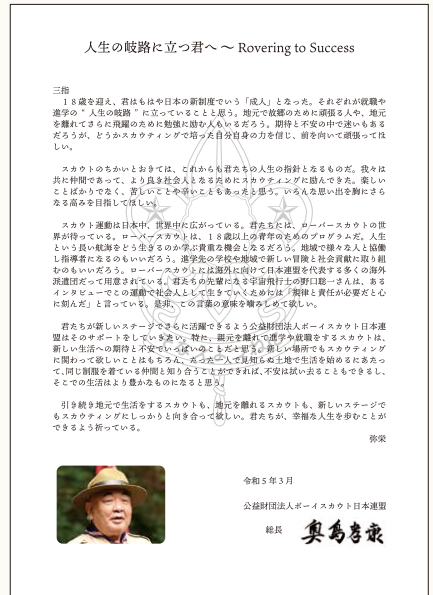 人生の岐路に立つ君へ ～ Rovering to Success
三指
１８歳を迎え、君はもはや日本の新制度でいう「成人」となった。それぞれが就職や
進学の “ 人生の岐路 ” に立っていることと思う。地元で故郷のために頑張る人や、地元
を離れてさらに飛躍のために勉強に励む人もいるだろう。期待と不安の中で迷いもある
だろうが、どうかスカウティングで培った自分自身の力を信じ、前を向いて頑張ってほ
しい。
スカウトのちかいとおきては、これからも君たちの人生の指針となるものだ。我々は
共に仲間であって、より良き社会人となるためにスカウティングに励んできた。楽しい
ことばかりでなく、苦しいことや辛いこともあったと思う。いろんな思い出を胸にさら
なる高みを目指してほしい。
スカウト運動は日本中、世界中に広がっている。君たちには、ローバースカウトの世
界が待っている。ローバースカウトは、１８歳以上の青年のためのプログラムだ。人生
という長い航海をどう生きるのか学ぶ貴重な機会となるだろう。地域で様々な人と協働
し指導者になるのもいいだろう。進学先の学校や地域で新しい冒険と社会貢献に取り組
むのもいいだろう。ローバースカウトには海外に向けて日本連盟を代表する多くの海外
派遣団だって用意されている。君たちの先輩になる宇宙飛行士の野口聡一さんは、ある
インタビューでこの運動で社会人として生きていくためには「規律と責任が必要だと心
に刻んだ」と言っている。是非、この言葉の意味を噛みしめて欲しい。
君たちが新しいステージでさらに活躍できるよう公益財団法人ボーイスカウト日本連
盟はそのサポートをしていきたい。特に、親元を離れて進学や就職をするスカウトは、
新しい生活への期待と不安でいっぱいのことだと思う。新しい場所でもスカウティング
に関わって欲しいことはもちろん、たった一人で見知らぬ土地で生活を始めるにあたっ
て、同じ制服を着ている仲間と知り合うことができれば、不安は拭い去ることもできるし、
そこでの生活はより豊かなものになると思う。
引き続き地元で生活をするスカウトも、地元を離れるスカウトも、新しいステージで
もスカウティングにしっかりと向き合って欲しい。君たちが、幸福な人生を歩むことが
できるよう祈っている。
弥栄
令和５年３月
公益財団法人ボーイスカウト日本連盟
総長 奥島孝康